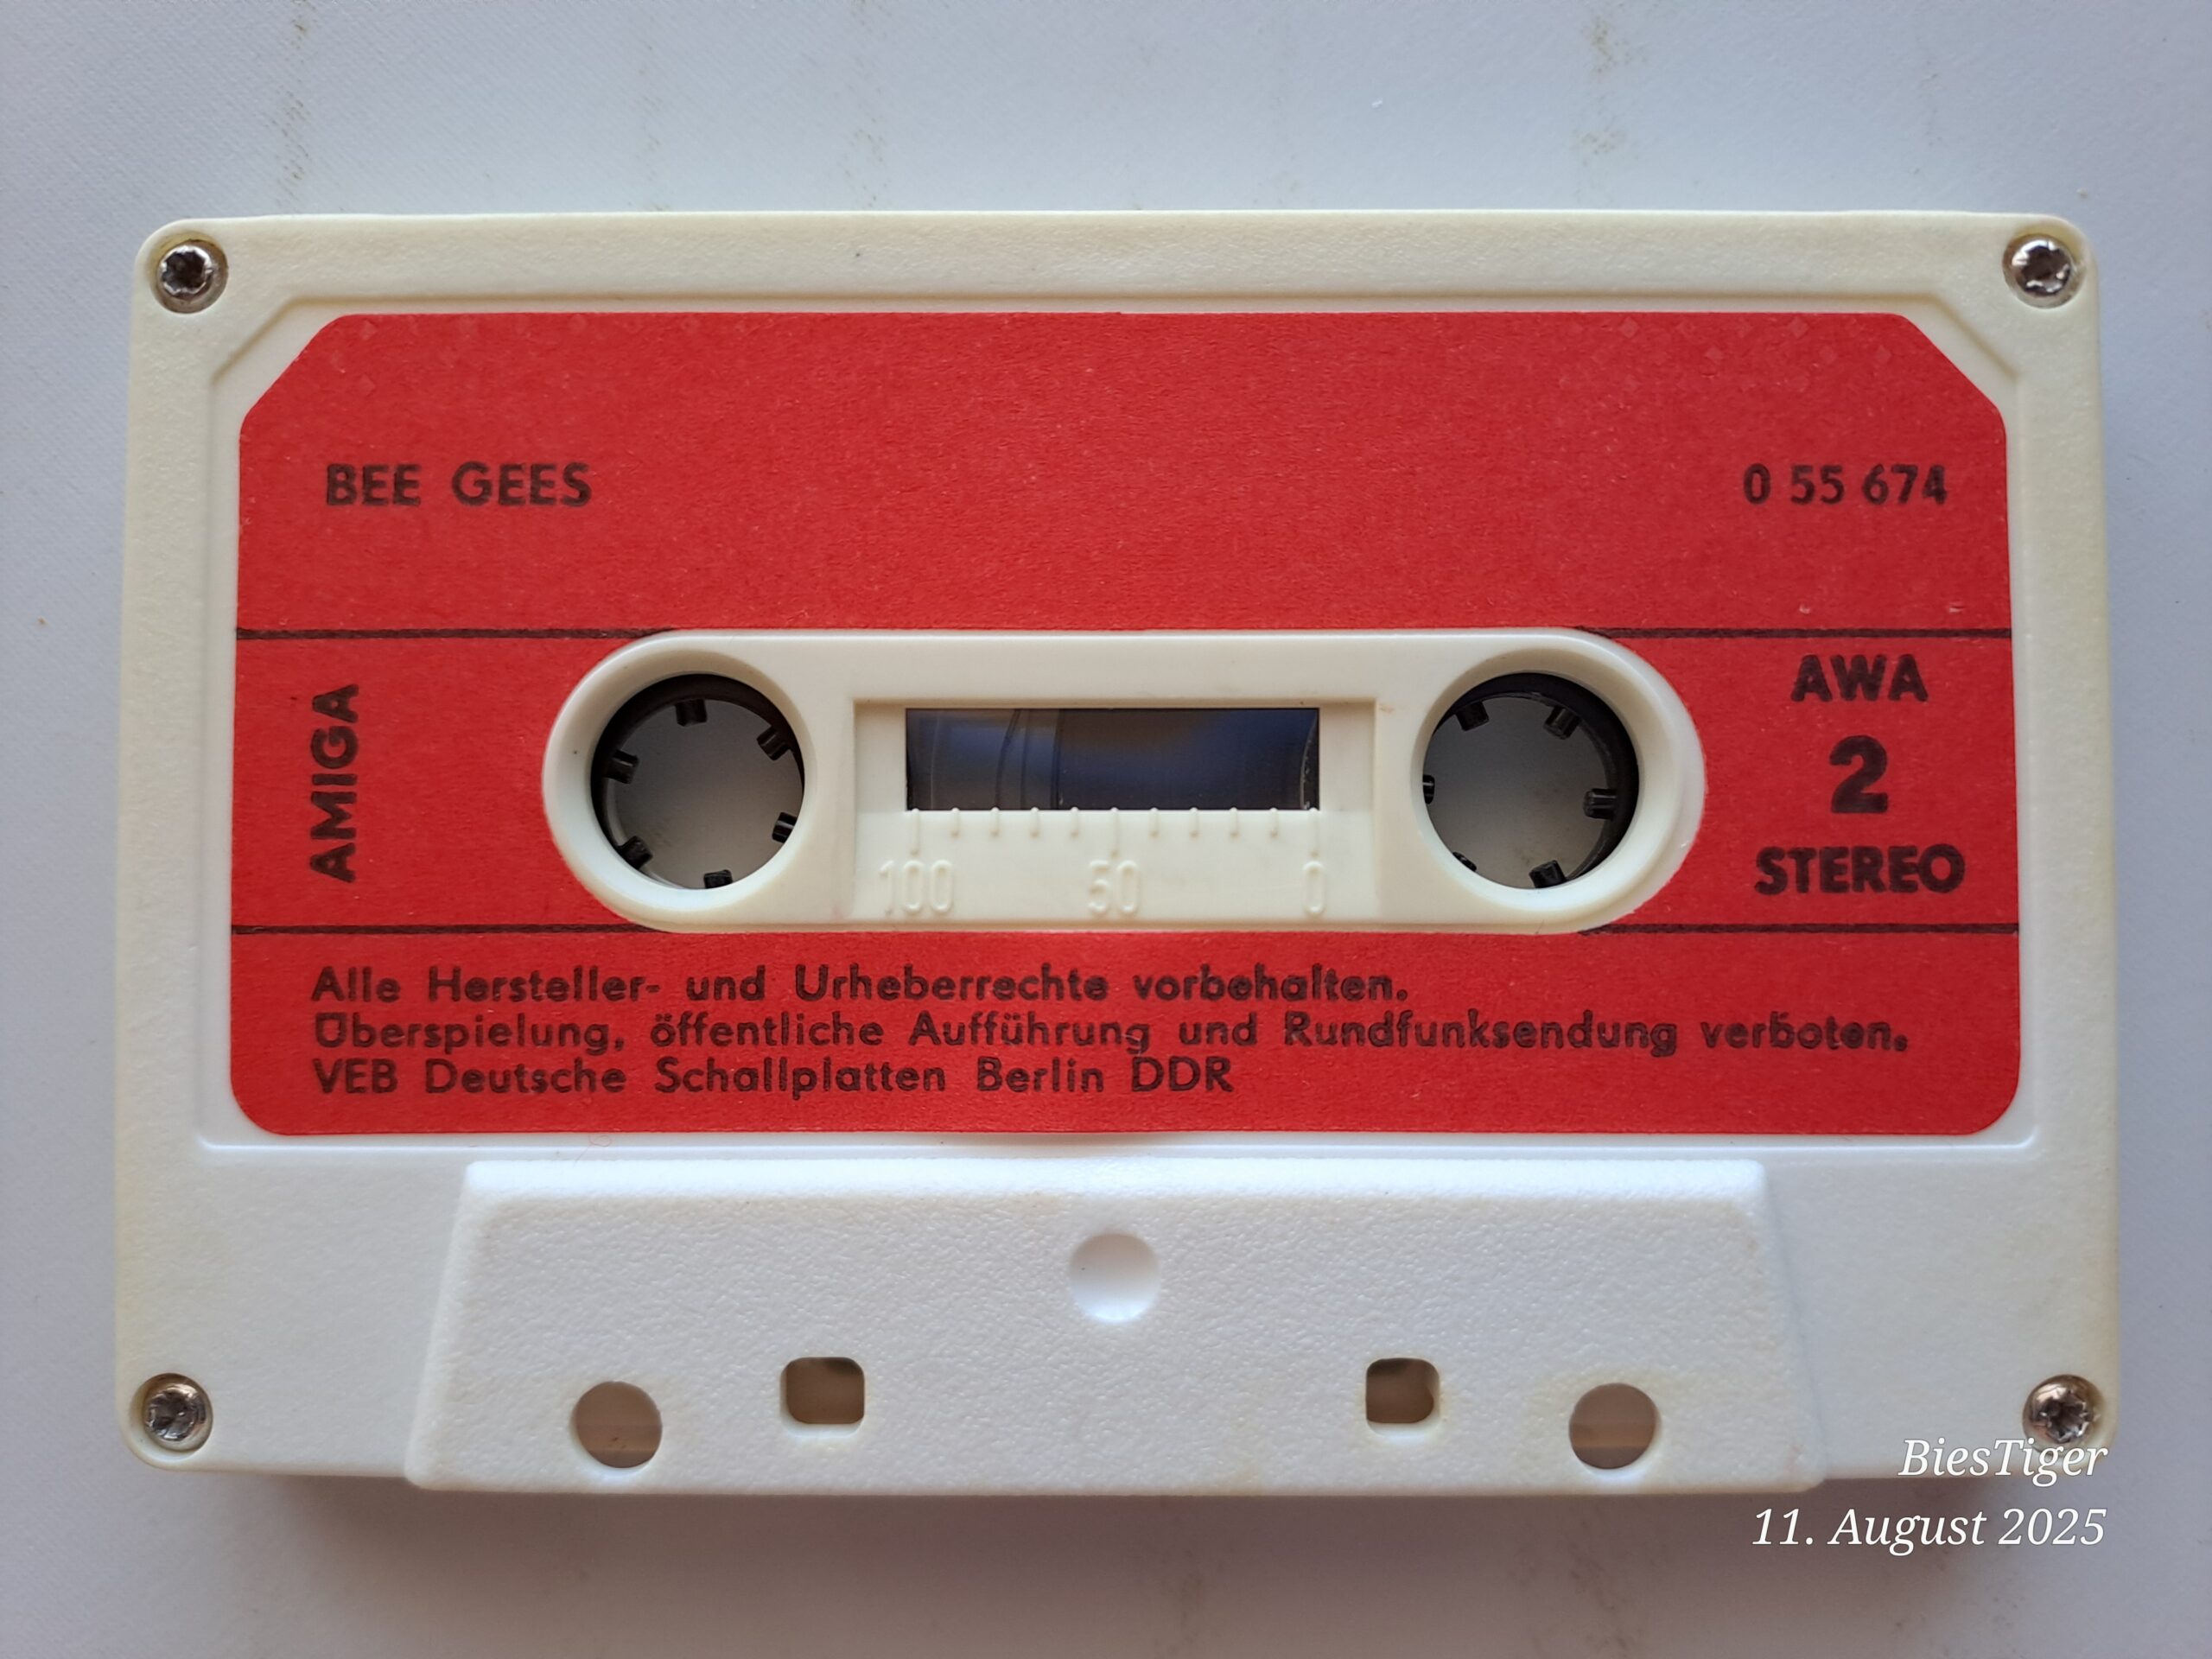 BEE GEES
0 55 674
AMIGA
AWA
2
STEREO
100 50 0
Alle Hersteller- und Urheberrechte vorbehalten.
Überspielung, öffentliche Aufführung und Rundfunksendung verboten.
VEB Deutsche Schallplatten Berlin DDR
BiesTiger
11. August 2025